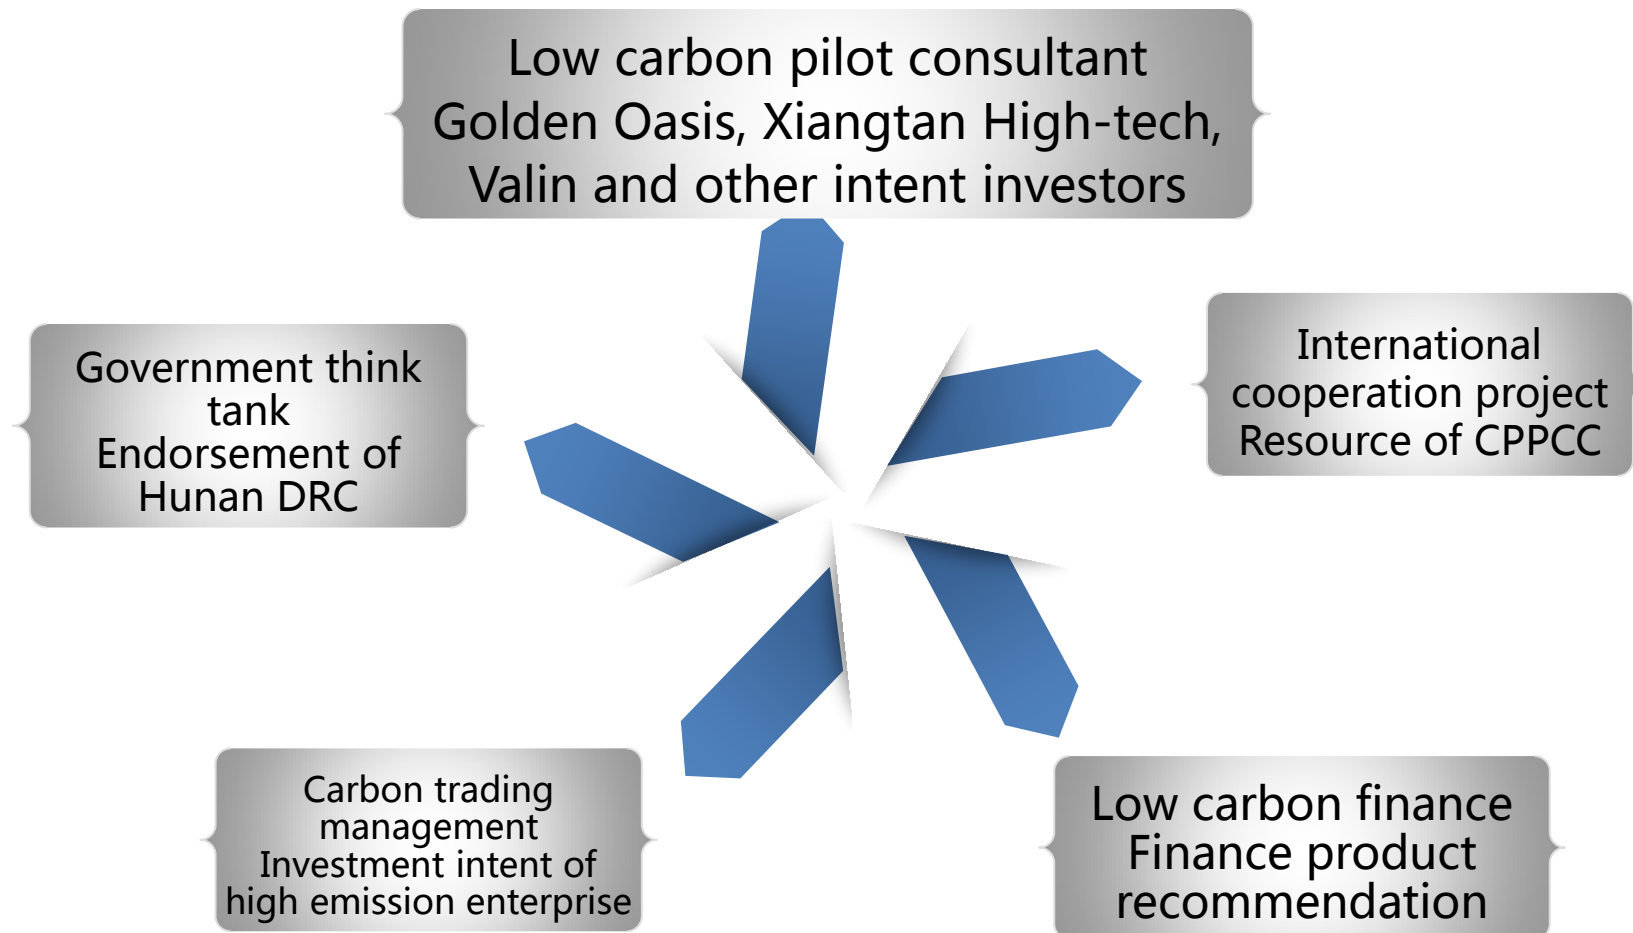 Low carbon pilot consultant
Golden Oasis, Xiangtan High-tech,
Valin and other intent investors
Government think
tank
Endorsement of
Hunan DRC
International
cooperation project
Resource of CPPCC
Carbon trading
management
Investment intent of
high emission enterprise
Low carbon finance
Finance product
recommendation